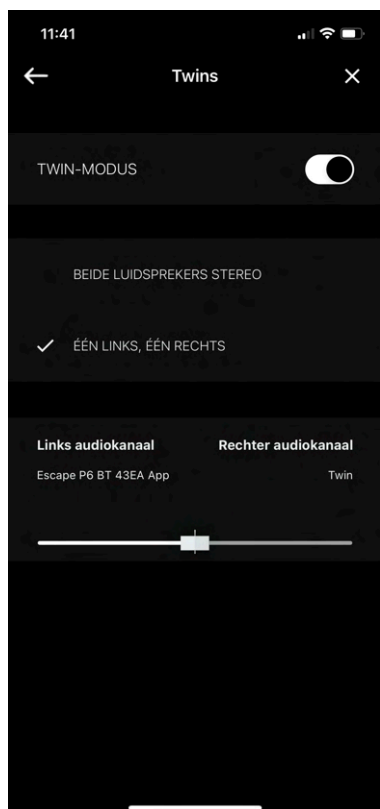 11:41
Twins
TWIN-MODUS
BEIDE LUIDSPREKERS STEREO
ÉÉN LINKS, ÉÉN RECHTS
Links audiokanaal Rechter audiokanaal
Escape P6 BT 43EA App Twin